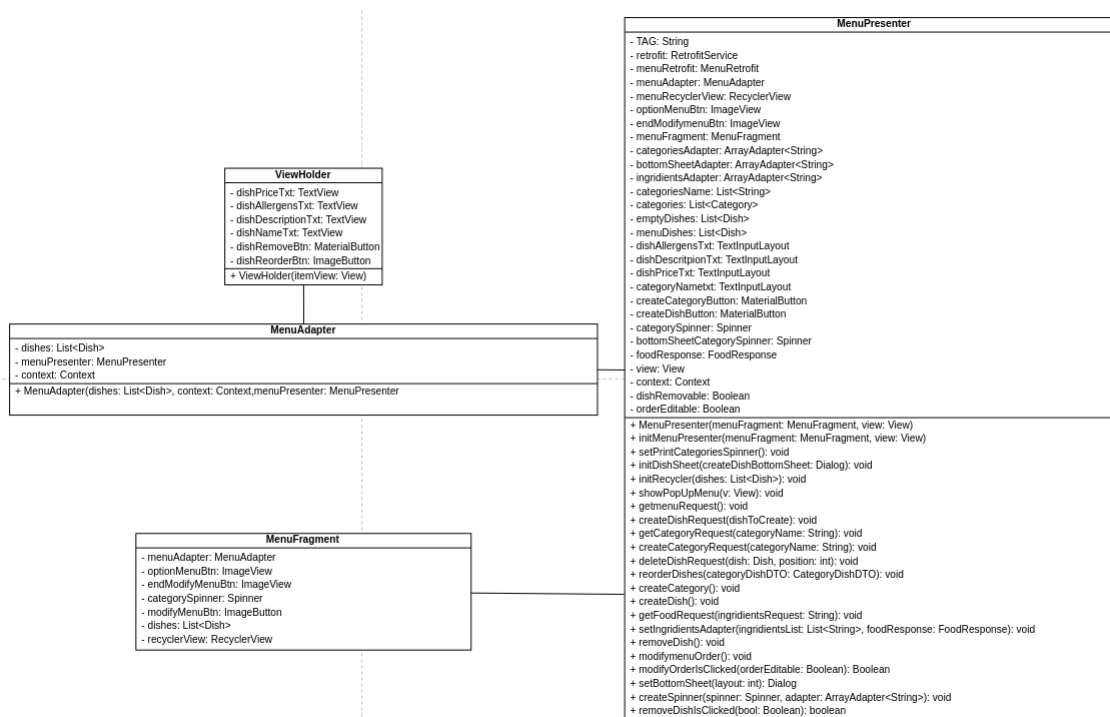 MenuPresenter
- TAG: String
- retrofit: RetrofitService
- menuRetrofit: MenuRetrofit
- menuAdapter: MenuAdapter
- menuRecyclerView: RecyclerView
- optionMenuBtn: ImageView
- endModifymenuBtn: ImageView
- menuFragment: MenuFragment
- categoriesAdapter: ArrayAdapter<String>
- bottomSheetAdapter: ArrayAdapter<String>
- ingridientsAdapter: ArrayAdapter<String>
- categoriesName: List<String>
- categories: List<Category>
- emptyDishes: List<Dish>
- menuDishes: List<Dish>
- dishAllergensTxt: TextInputLayout
- dishDescritpionTxt: TextInputLayout
- dishPriceTxt: TextInputLayout
- categoryNametxt: TextInputLayout
- createCategoryButton: MaterialButton
- createDishButton: MaterialButton
- categorySpinner: Spinner
- bottomSheetCategorySpinner: Spinner
- foodResponse: FoodResponse
- view: View
- context: Context
- dishRemovable: Boolean
- orderEditable: Boolean
+ MenuPresenter(menuFragment: MenuFragment, view: View)
+ initMenuPresenter(menuFragment: MenuFragment, view: View)
+ setPrintCategoriesSpinner(): void
+ initDishSheet(createDishBottomSheet: Dialog): void
+ initRecycler(dishes: List<Dish>): void
+ showPopUpMenu(v: View): void
+ getmenuRequest(): void
+ createDishRequest(dishToCreate): void
+ getCategoryRequest(categoryName: String): void
+ createCategoryRequest(categoryName: String): void
+ deleteDishRequest(dish: Dish, position: int): void
+ reorderDishes(categoryDishDTO: CategoryDishDTO): void
+ createCategory(): void
+ createDish(): void
+ getFoodRequest(ingridientsRequest: String): void
+ setIngridientsAdapter(ingridientsList: List<String>, foodResponse: FoodResponse): void
+ removeDish(): void
+ modifymenuOrder(): void
+ modifyOrderIsClicked(orderEditable: Boolean): Boolean
+ setBottomSheet(layout: int): Dialog
+ createSpinner(spinner: Spinner, adapter: ArrayAdapter<String>): void
+ removeDishIsClicked(bool: Boolean): boolean
ViewHolder
- dishPriceTxt: TextView
- dishAllergensTxt: TextView
- dishDescriptionTxt: TextView
- dishNameTxt: TextView
- dishRemoveBtn: MaterialButton
- dishReorderBtn: ImageButton
+ ViewHolder(itemView: View)
MenuAdapter
- dishes: List<Dish>
- menuPresenter: MenuPresenter
- context: Context
+ MenuAdapter(dishes: List<Dish>, context: Context,menuPresenter: MenuPresenter
MenuFragment
- menuAdapter: MenuAdapter
- optionMenuBtn: ImageView
- endModifyMenuBtn: ImageView
- categorySpinner: Spinner
- modifyMenuBtn: ImageButton
- dishes: List<Dish>
- recyclerView: RecyclerView